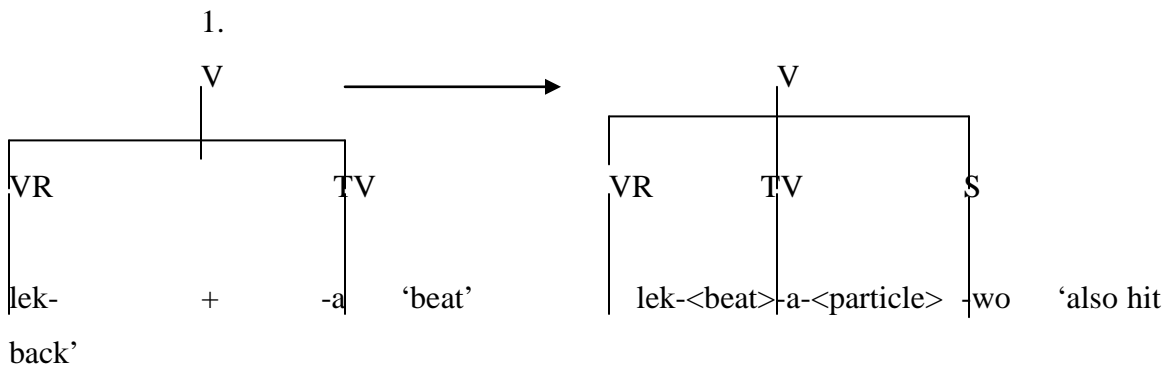 1.
V V
VR TV VR TV S
lek- + -a ‘beat’ lek-<beat>-a-<particle> -wo ‘also hit
back’